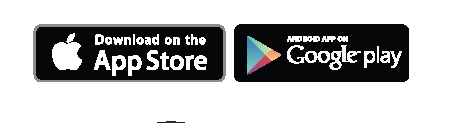 Download on the
App Store
ANDROID APP ON
Google play